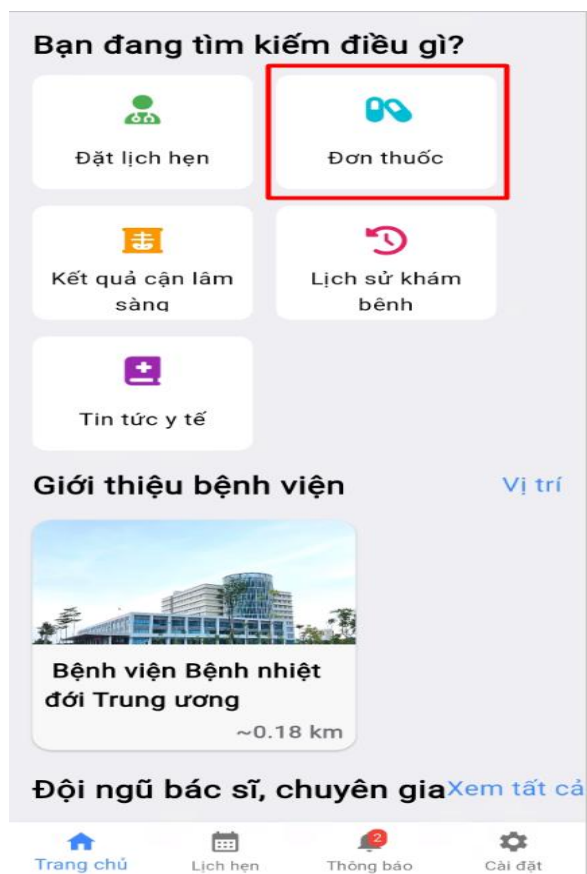 Bạn đang tìm kiếm điều gì?
Đặt lịch hẹn
Đơn thuốc
Kết quả cận lâm
sàng
Lịch sử khám
bệnh
Tin tức y tế
Giới thiệu bệnh viện
Vị trí
Bệnh viện Bệnh nhiệt
đới Trung ương
~0.18 km
Đội ngũ bác sĩ, chuyên gia
Xem tất cả
2
Trang chủ
Lịch hẹn
Thông báo
Cài đặt